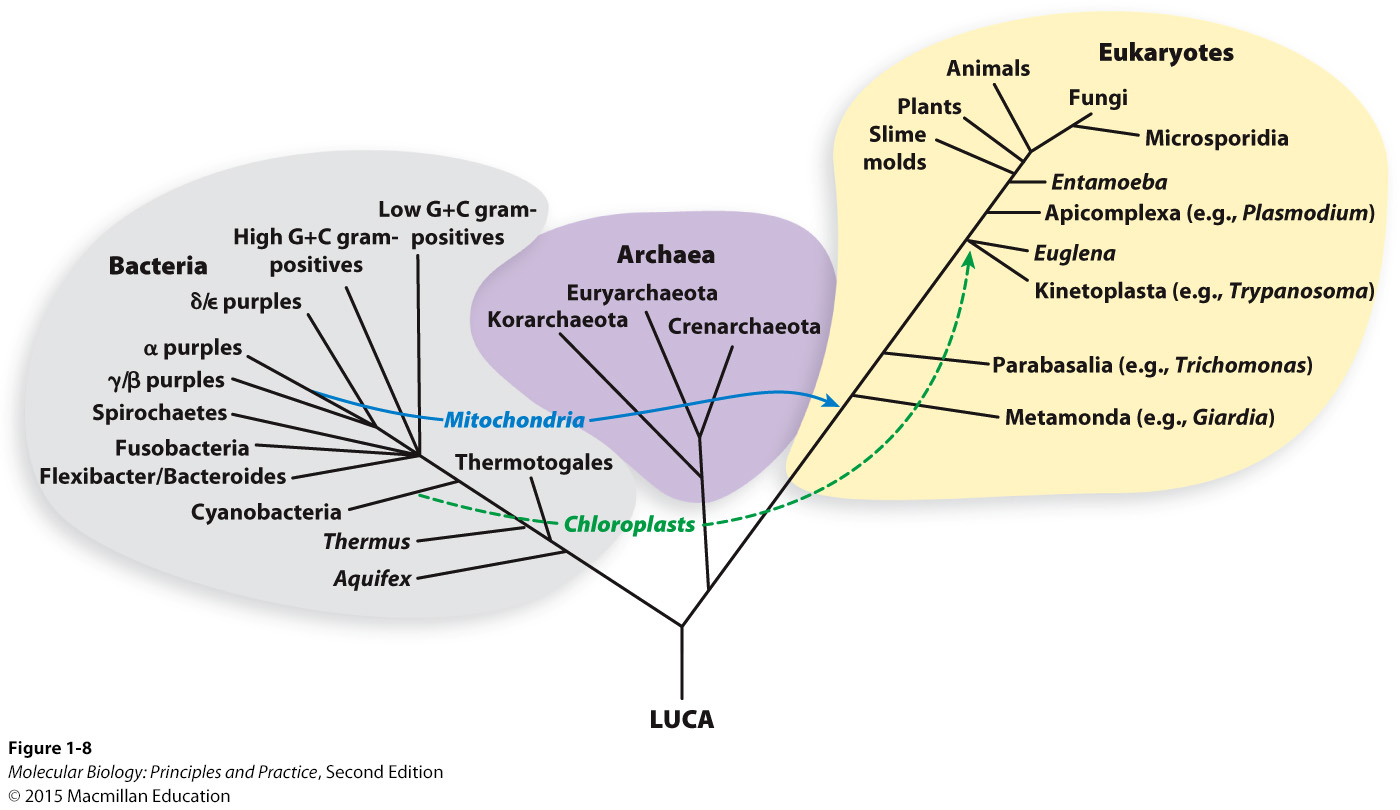 Eukaryotes
Animals
Fungi
Plants
Microsporidia
Slime
molds
Entamoeba
Apicomplexa (e.g., Plasmodium)
Euglena
Kinetoplasta (e.g., Trypanosoma)
Parabasalia (e.g., Trichomonas)
Metamonda (e.g., Giardia)
Archaea
Euryarchaeota
Korarchaeota
Crenarchaeota
Bacteria
Low G+C gram-
positives
High G+C gram-
positives
δ/ϵ purples
α purples
γ/β purples
Spirochaetes
Fusobacteria
Flexibacter/Bacteroides
Cyanobacteria
Thermotogales
Thermus
Aquifex
Mitochondria
Chloroplasts
LUCA
Figure 1-8
Molecular Biology: Principles and Practice, Second Edition
© 2015 Macmillan Education